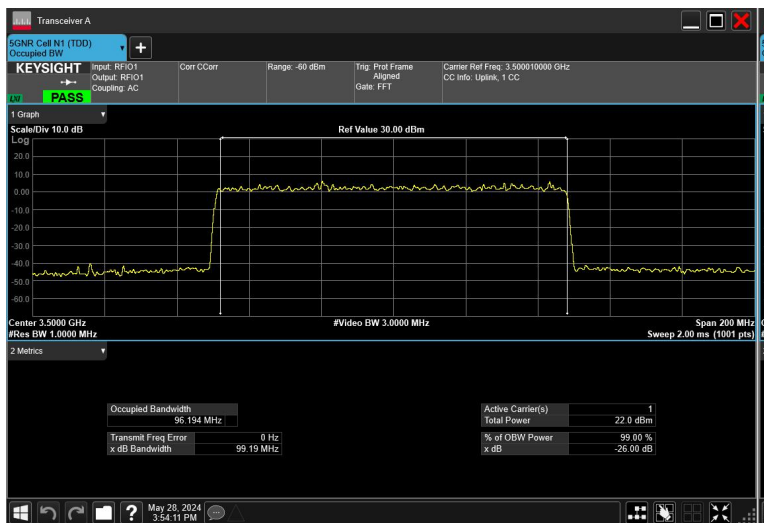 Transceiver A
5GNR Cell N1 (TDD)
Occupied BW
KEYSIGHT
LXI
PASS
Input: RFIO1
Output: RFIO1
Coupling: AC
Corr CCorr
Range: -60 dBm
Trig: Prot Frame
Aligned
Gate: FFT
Carrier Ref Freq: 3.500010000 GHz
CC Info: Uplink, 1 CC
1 Graph
Scale/Div 10.0 dB
Ref Value 30.00 dBm
Log
20.0
10.0
0.00
-10.0
-20.0
-30.0
-40.0
-50.0
-60.0
Center 3.5000 GHz
#Video BW 3.0000 MHz
Span 200 MHz
#Res BW 1.0000 MHz
Sweep 2.00 ms (1001 pts)
2 Metrics
Occupied Bandwidth
96.194 MHz
Transmit Freq Error 0 Hz
x dB Bandwidth 99.19 MHz
Active Carrier(s) 1
Total Power 22.0 dBm
% of OBW Power 99.00 %
x dB -26.00 dB
?
May 28, 2024
3:54:11 PM